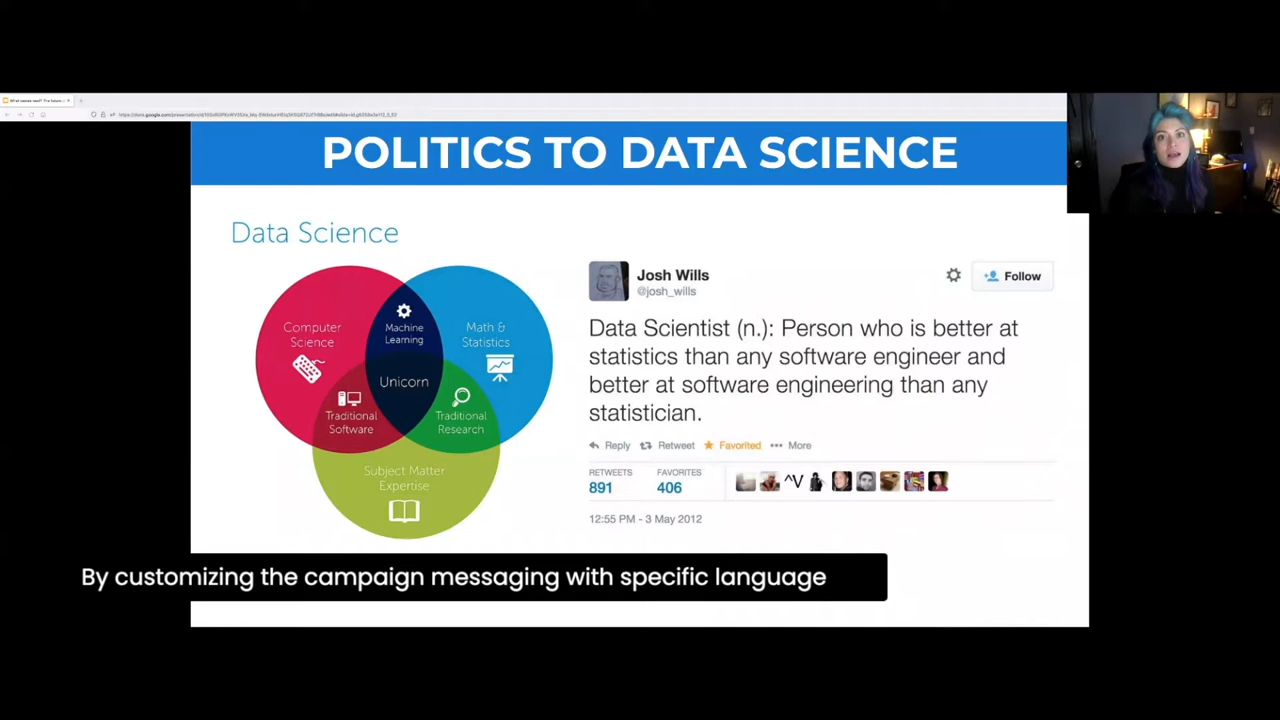 POLITICS TO DATA SCIENCE
Data Science
Computer
Science
Machine
Learning
Math &
Statistics
Unicorn
Traditional
Software
Traditional
Research
Subject Matter
Expertise
Josh Wills
@josh_wills
Follow
Data Scientist (n.): Person who is better at
statistics than any software engineer and
better at software engineering than any
statistician.
Reply Retweet Favorited More
RETWEETS FAVORITES
891 406
12:55 PM - 3 May 2012
By customizing the campaign messaging with specific language